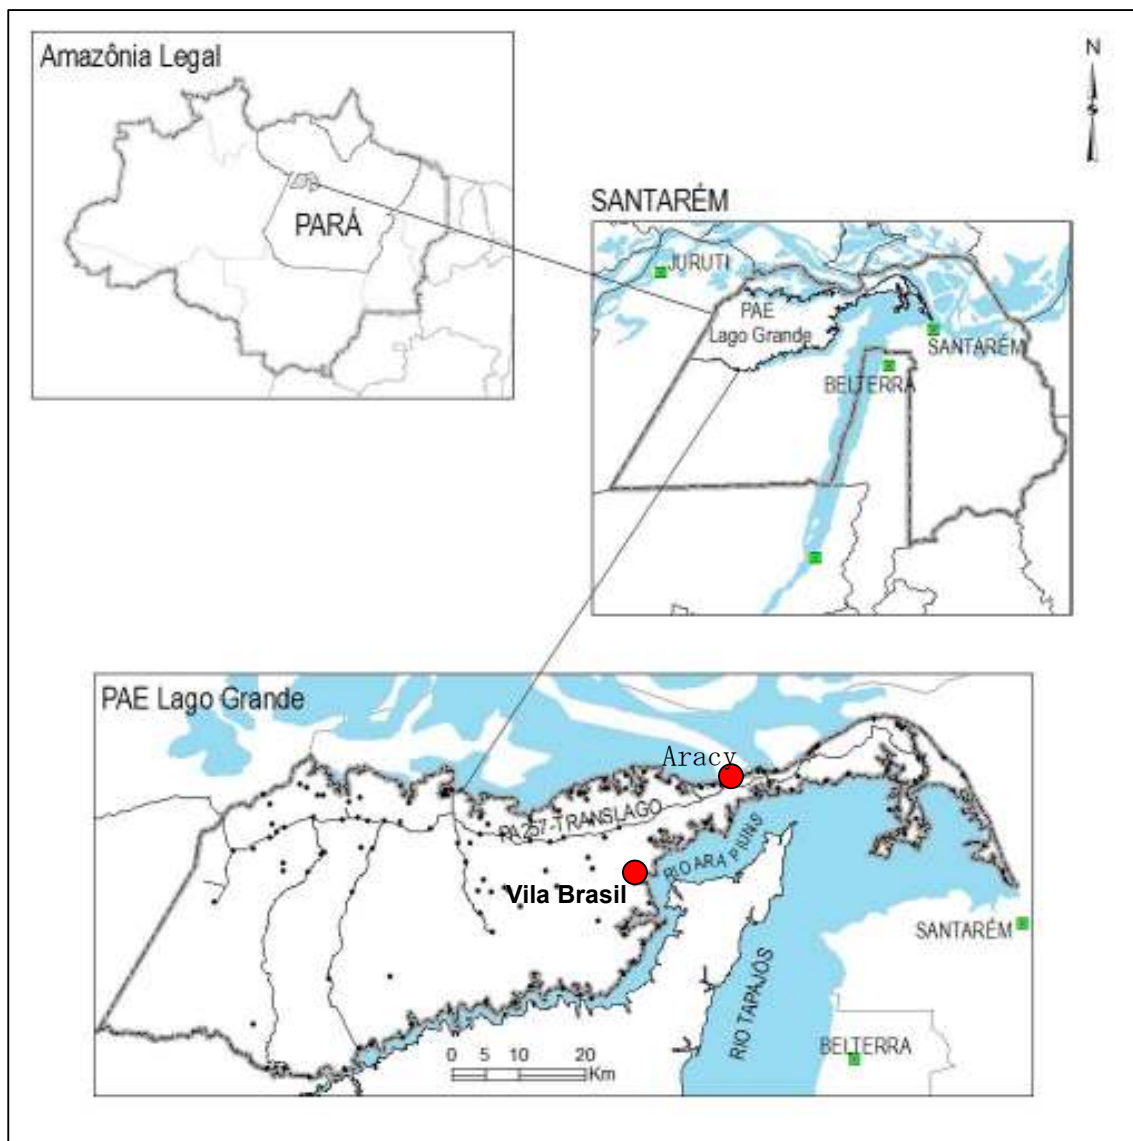 Amazônia Legal
PARÁ
N
S
SANTARÉM
JURUTI
PAE
Lago Grande
SANTARÉM
BELTERRA
PAE Lago Grande
Aracy
PA257-TRANSLAGO
RIO ARAPIUNS
Vila Brasil
SANTARÉM
RIO TAPAJÓS
BELTERRA
0 5 10 20
Km